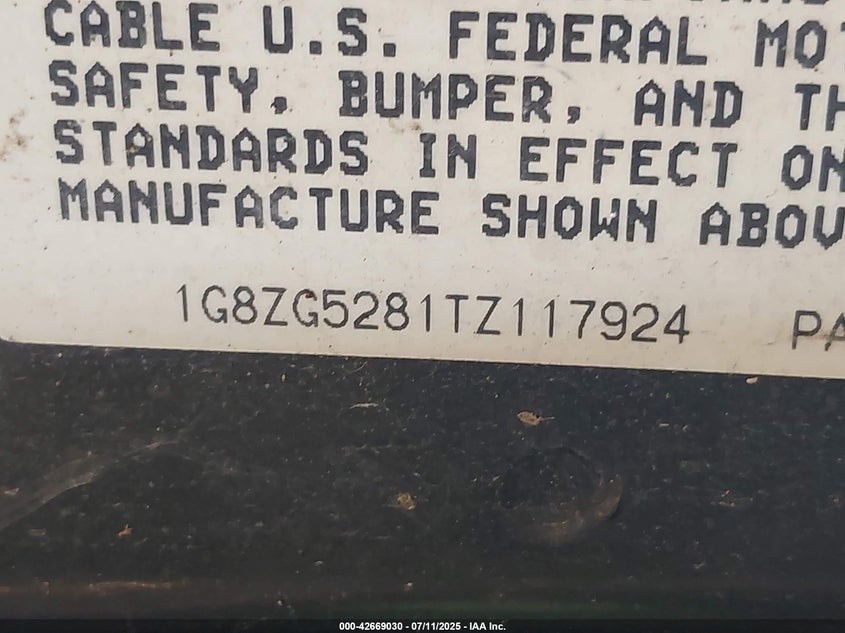 CABLE U.S. FEDERAL MOT
SAFETY, BUMPER, AND TH
STANDARDS IN EFFECT ON
MANUFACTURE SHOWN ABOV
1G8ZG5281TZ117924 PA
000-42669030 - 07/11/2025 - IAA Inc.